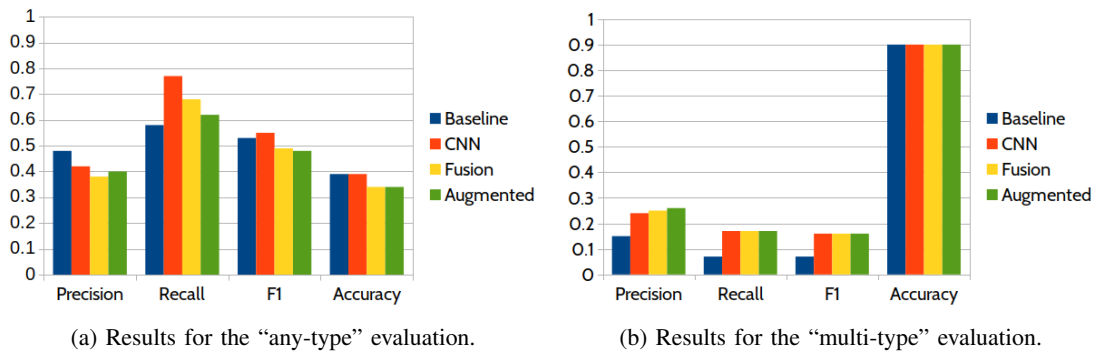 1
0.9
0.8
0.7
0.6
0.5
0.4
0.3
0.2
0.1
0
Precision Recall F1 Accuracy
Baseline
CNN
Fusion
Augmented
(a) Results for the “any-type” evaluation.
1
0.9
0.8
0.7
0.6
0.5
0.4
0.3
0.2
0.1
0
Precision Recall F1 Accuracy
Baseline
CNN
Fusion
Augmented
(b) Results for the “multi-type” evaluation.